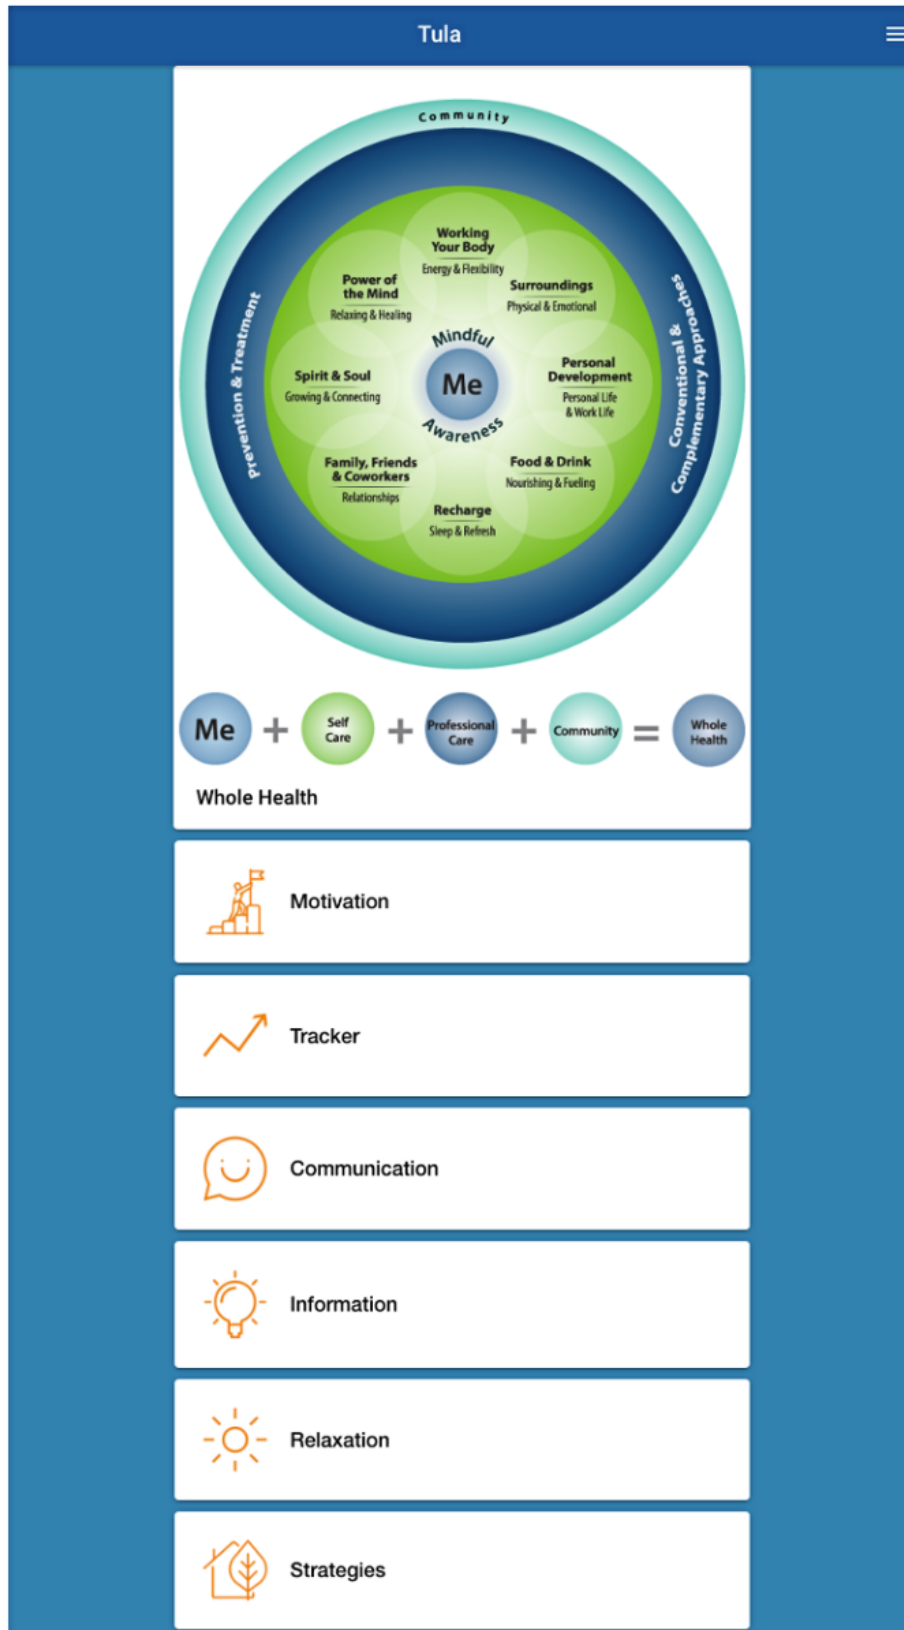 Tula
Community
Working
Your Body
Energy & Flexibility
Power of
the Mind
Relaxing & Healing
Surroundings
Physical & Emotional
Prevention & Treatment
Spirit & Soul
Growing & Connecting
Mindful
Me
Awareness
Personal
Development
Personal Life
& Work Life
Conventional &
Complementary Approaches
Family, Friends
& Coworkers
Relationships
Food & Drink
Nourishing & Fueling
Recharge
Sleep & Refresh
Me + Self Care + Professional Care + Community = Whole Health
Whole Health
Motivation
Tracker
Communication
Information
Relaxation
Strategies